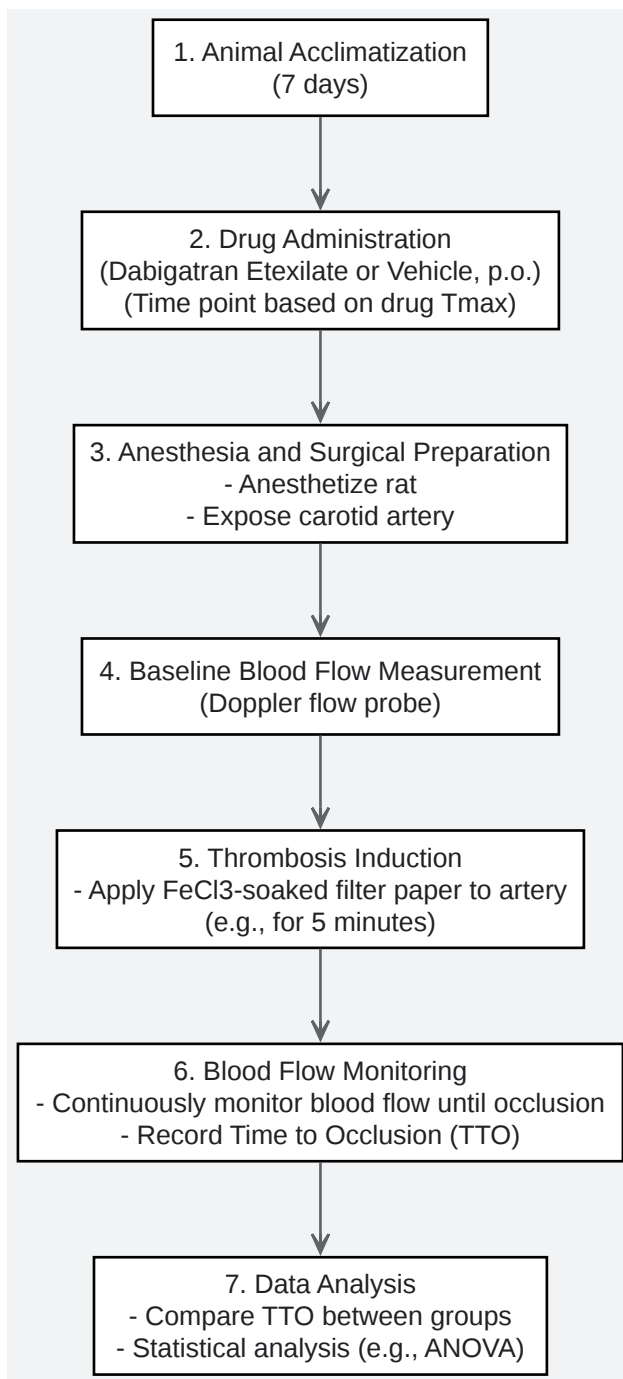 1. Animal Acclimatization
(7 days)
2. Drug Administration
(Dabigatran Etexilate or Vehicle, p.o.)
(Time point based on drug Tmax)
3. Anesthesia and Surgical Preparation
- Anesthetize rat
- Expose carotid artery
4. Baseline Blood Flow Measurement
(Doppler flow probe)
5. Thrombosis Induction
- Apply FeCl3-soaked filter paper to artery
(e.g., for 5 minutes)
6. Blood Flow Monitoring
- Continuously monitor blood flow until occlusion
- Record Time to Occlusion (TTO)
7. Data Analysis
- Compare TTO between groups
- Statistical analysis (e.g., ANOVA)